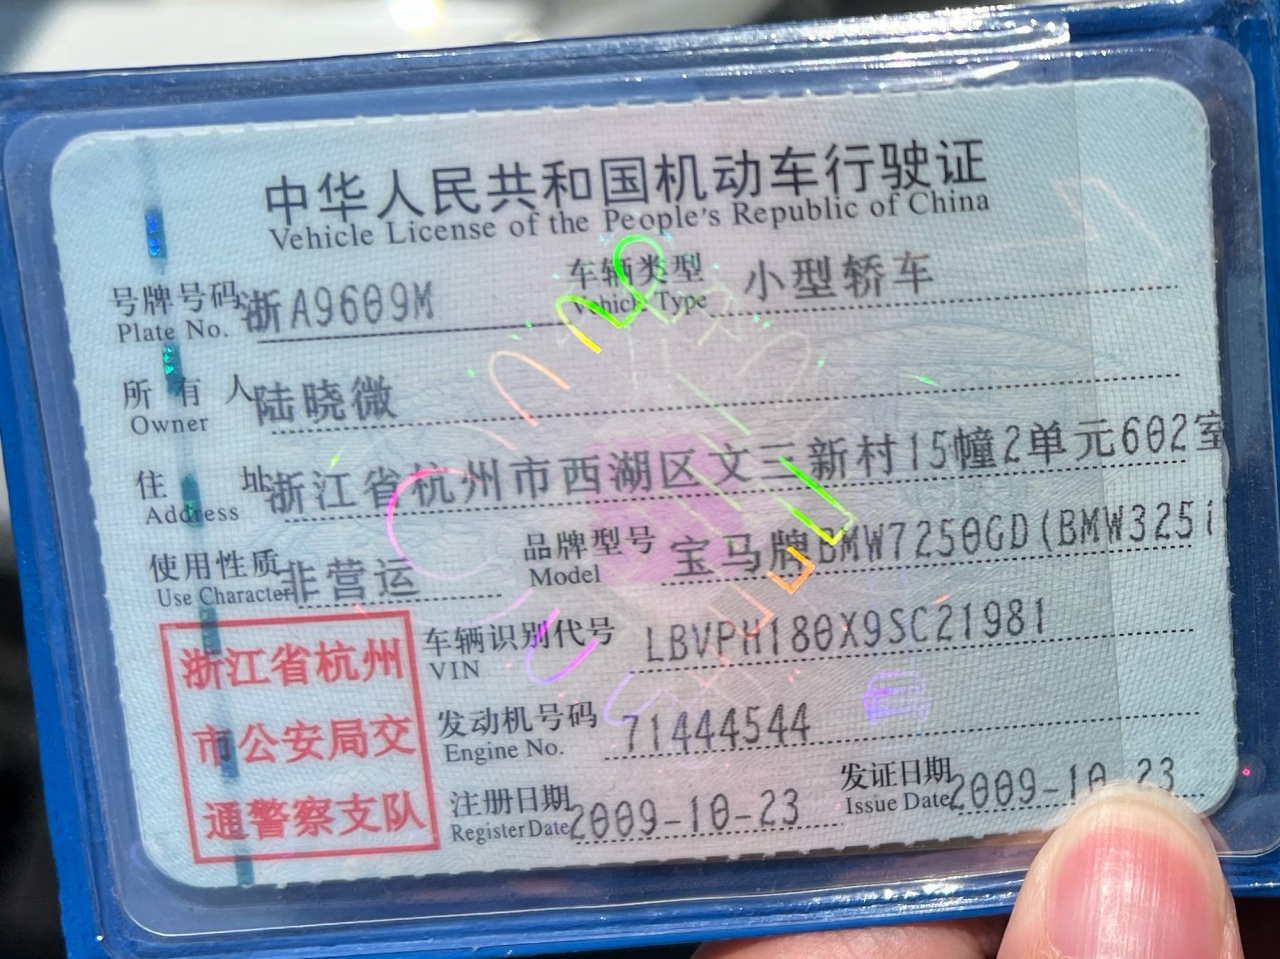 中华人民共和国机动车行驶证
Vehicle License of the People's Republic of China
号牌号码 浙A9609M 车辆类型 小型轿车
Plate No. Vehicle Type
所有人 陆晓微
Owner
住址 浙江省杭州市西湖区文三新村15幢2单元602室
Address
使用性质 非营运 品牌型号 宝马牌BMW7250GD(BMW325i
Use Character Model
浙江省杭州
市公安局交
通警察支队
车辆识别代号 LBVPH180X9SC21981
VIN
发动机号码 71444544
Engine No.
注册日期 2009-10-23 发证日期 2009-10-23
Register Date Issue Date